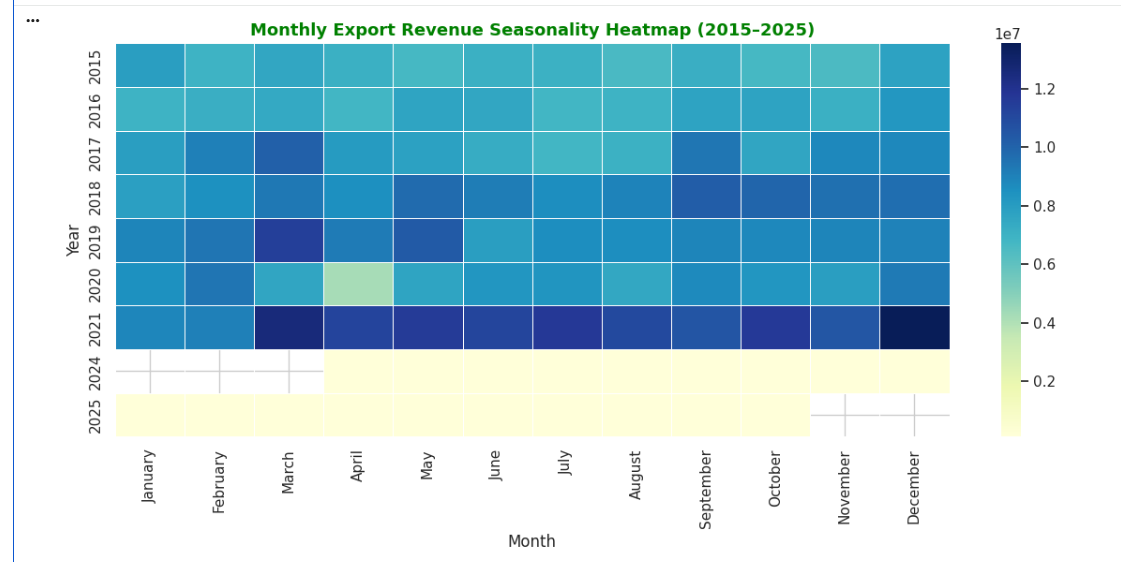 ...
Monthly Export Revenue Seasonality Heatmap (2015–2025)
1e7
2015
2016
2017
2018
2019
2020
2021
2024
2025
Year
January
February
March
April
May
June
July
August
September
October
November
December
Month
1.2
1.0
0.8
0.6
0.4
0.2